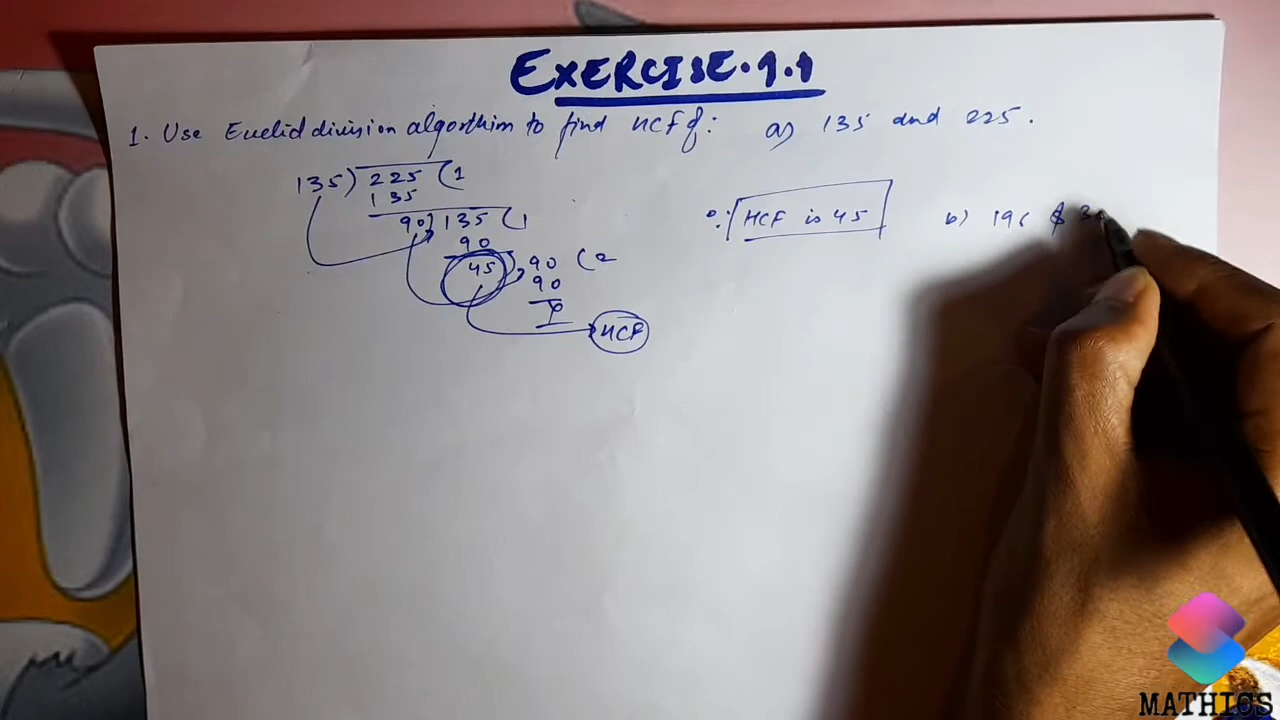 EXERCISE.1.1
1. Use Euclid division algorthim to find HCF of: a) 135 and 225.
135) 225 (1
135
90) 135 (1
90
45) 90 (2
90
0
HCF
∴ HCF is 45
b) 196 &
MATHICS